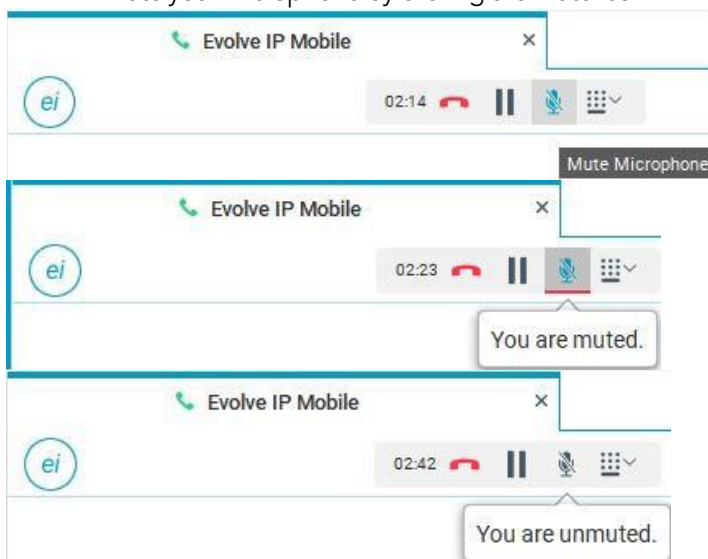 Evolve IP Mobile ×
ei 02:14
Mute Microphone
Evolve IP Mobile ×
ei 02:23
You are muted.
Evolve IP Mobile ×
ei 02:42
You are unmuted.